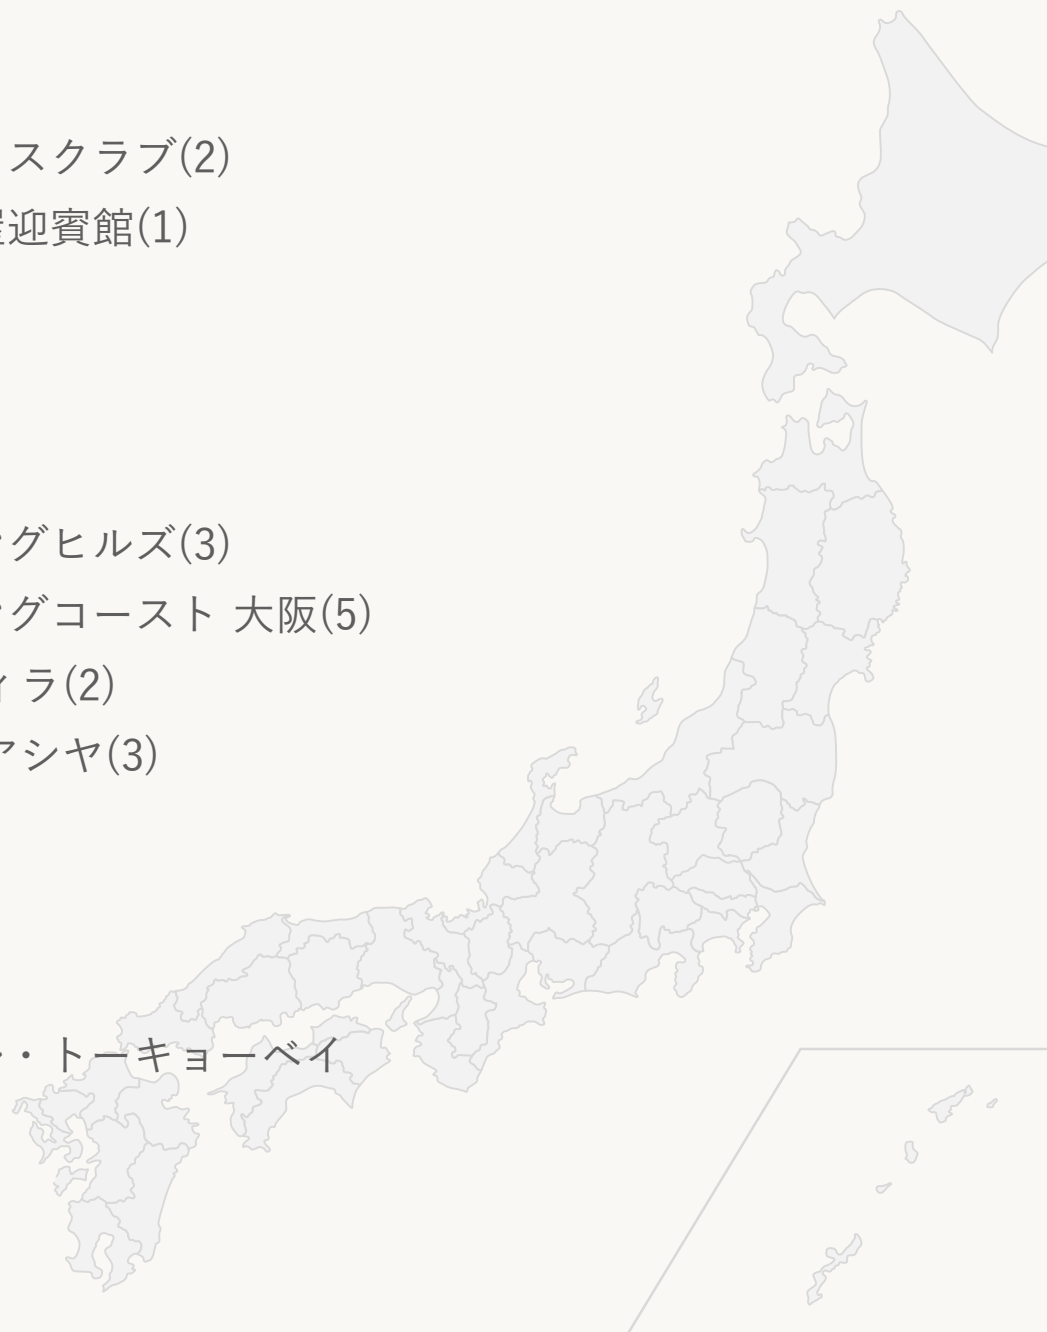 スクラブ(2)
迎賓館(1)
グヒルズ(3)
グコースト 大阪(5)
ィラ(2)
アシヤ(3)
・トーキョーベイ